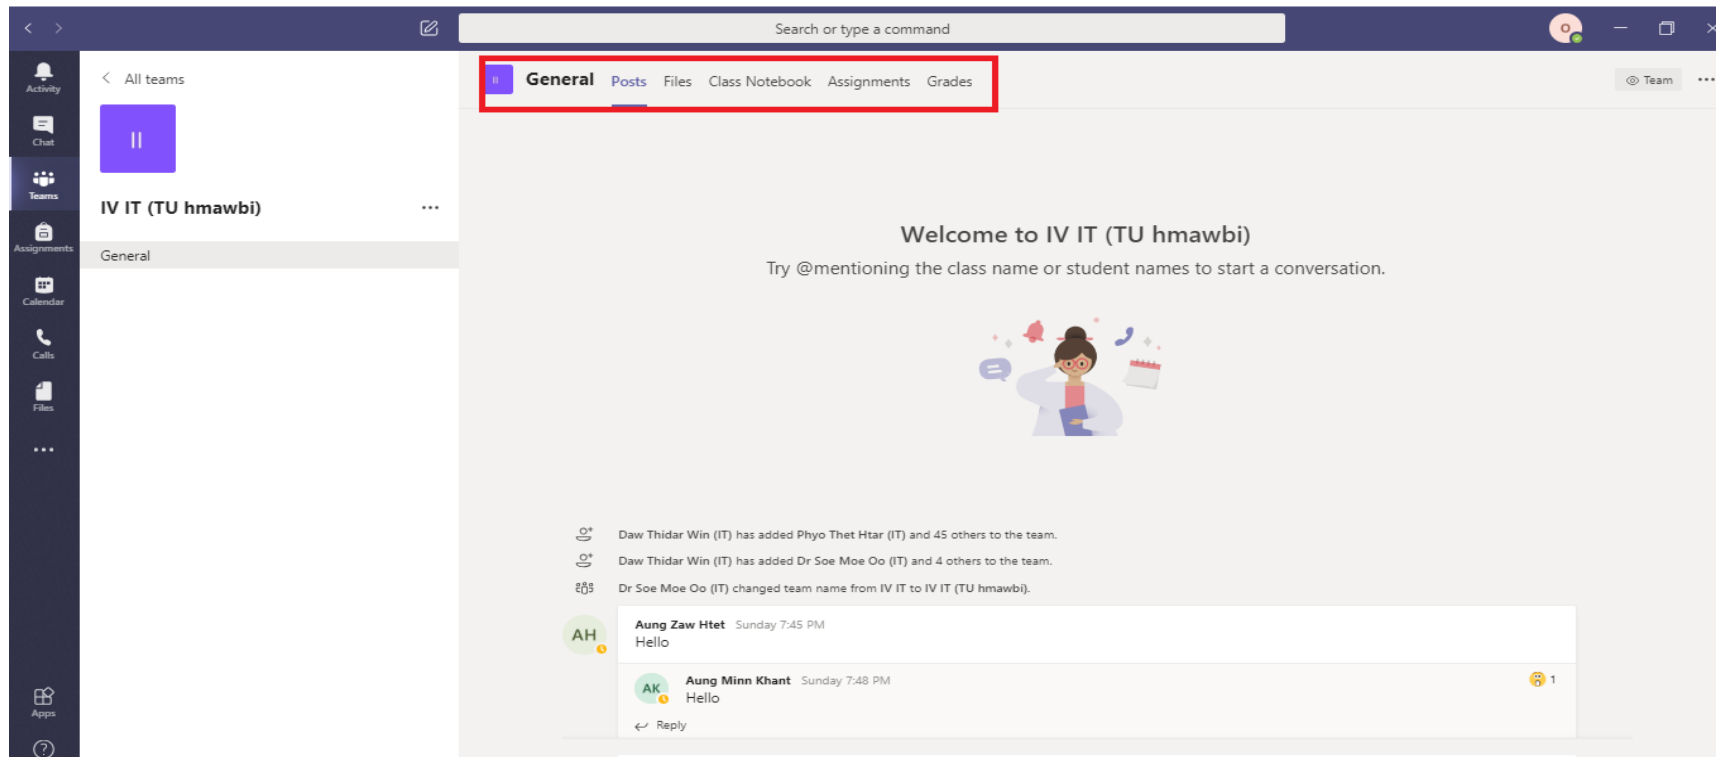 Search or type a command
O
Activity
Chat
Teams
Assignments
Calendar
Calls
Files
Apps
All teams
II
IV IT (TU hmawbi)
General
II General Posts Files Class Notebook Assignments Grades
Team
Welcome to IV IT (TU hmawbi)
Try @mentioning the class name or student names to start a conversation.
Daw Thidar Win (IT) has added Phyo Thet Htar (IT) and 45 others to the team.
Daw Thidar Win (IT) has added Dr Soe Moe Oo (IT) and 4 others to the team.
Dr Soe Moe Oo (IT) changed team name from IV IT to IV IT (TU hmawbi).
AH
Aung Zaw Htet Sunday 7:45 PM
Hello
AK
Aung Minn Khant Sunday 7:48 PM
1
Hello
Reply